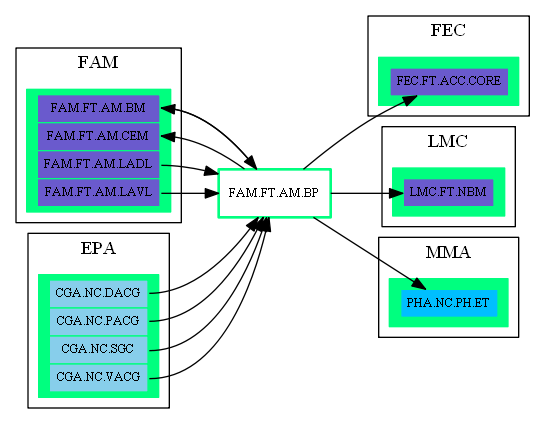 FAM
FAM.FT.AM.BM
FAM.FT.AM.CEM
FAM.FT.AM.LADL
FAM.FT.AM.LAVL
EPA
CGA.NC.DACG
CGA.NC.PACG
CGA.NC.SGC
CGA.NC.VACG
FAM.FT.AM.BP
FEC
FEC.FT.ACC.CORE
LMC
LMC.FT.NBM
MMA
PHA.NC.PH.ET